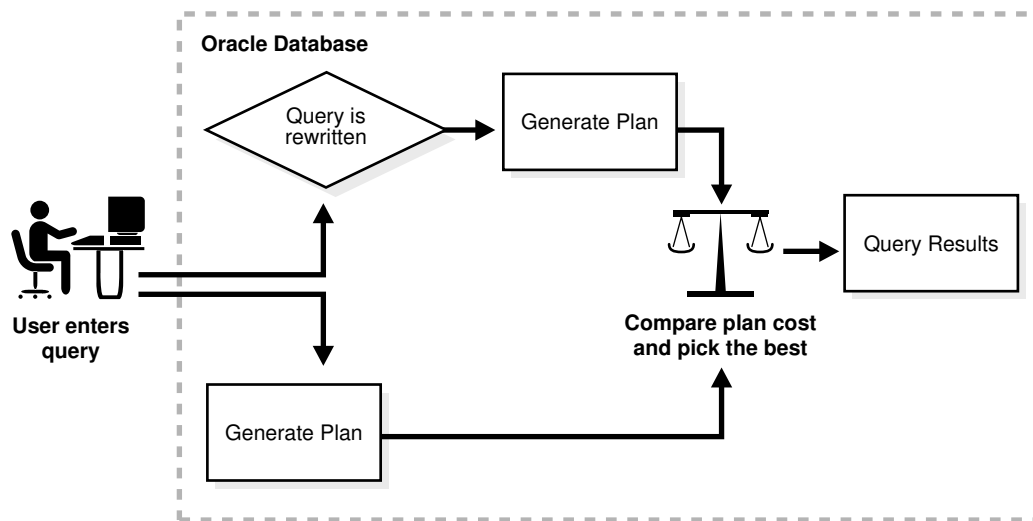 Oracle Database
Query is
rewritten
Generate Plan
Query Results
User enters
query
Compare plan cost
and pick the best
Generate Plan